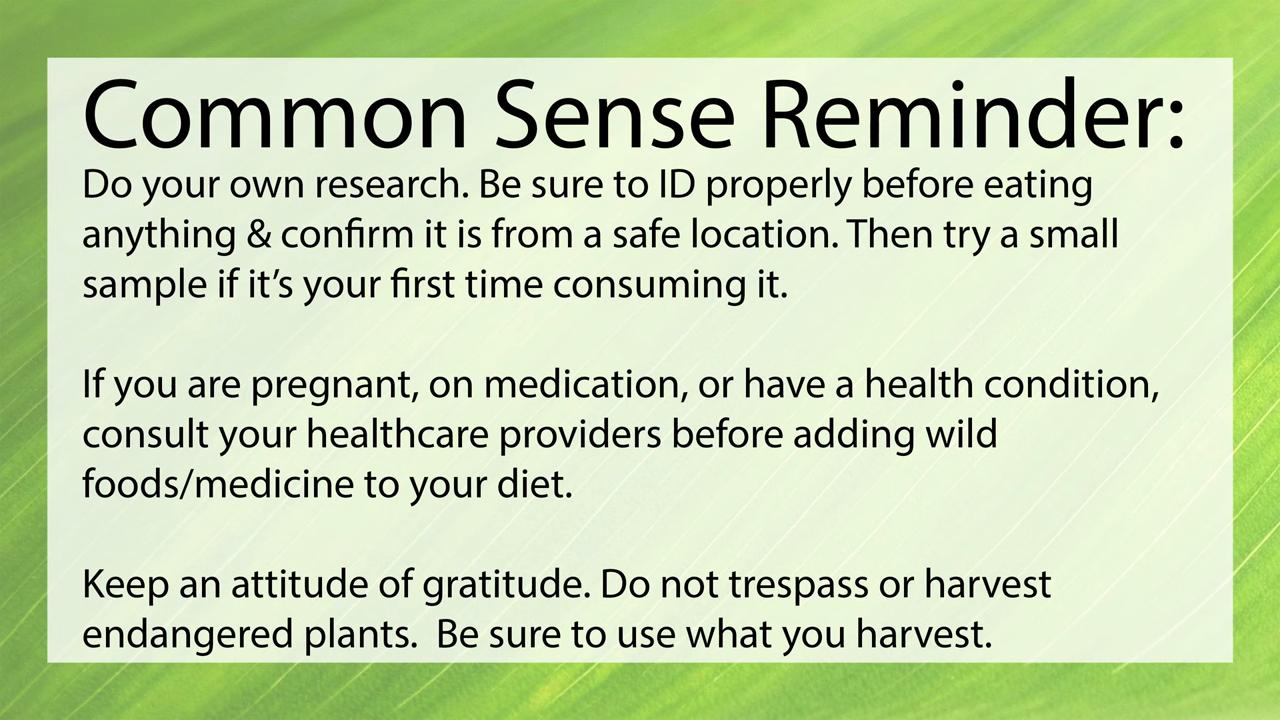 Common Sense Reminder:
Do your own research. Be sure to ID properly before eating
anything & confirm it is from a safe location. Then try a small
sample if it’s your first time consuming it.
If you are pregnant, on medication, or have a health condition,
consult your healthcare providers before adding wild
foods/medicine to your diet.
Keep an attitude of gratitude. Do not trespass or harvest
endangered plants.  Be sure to use what you harvest.